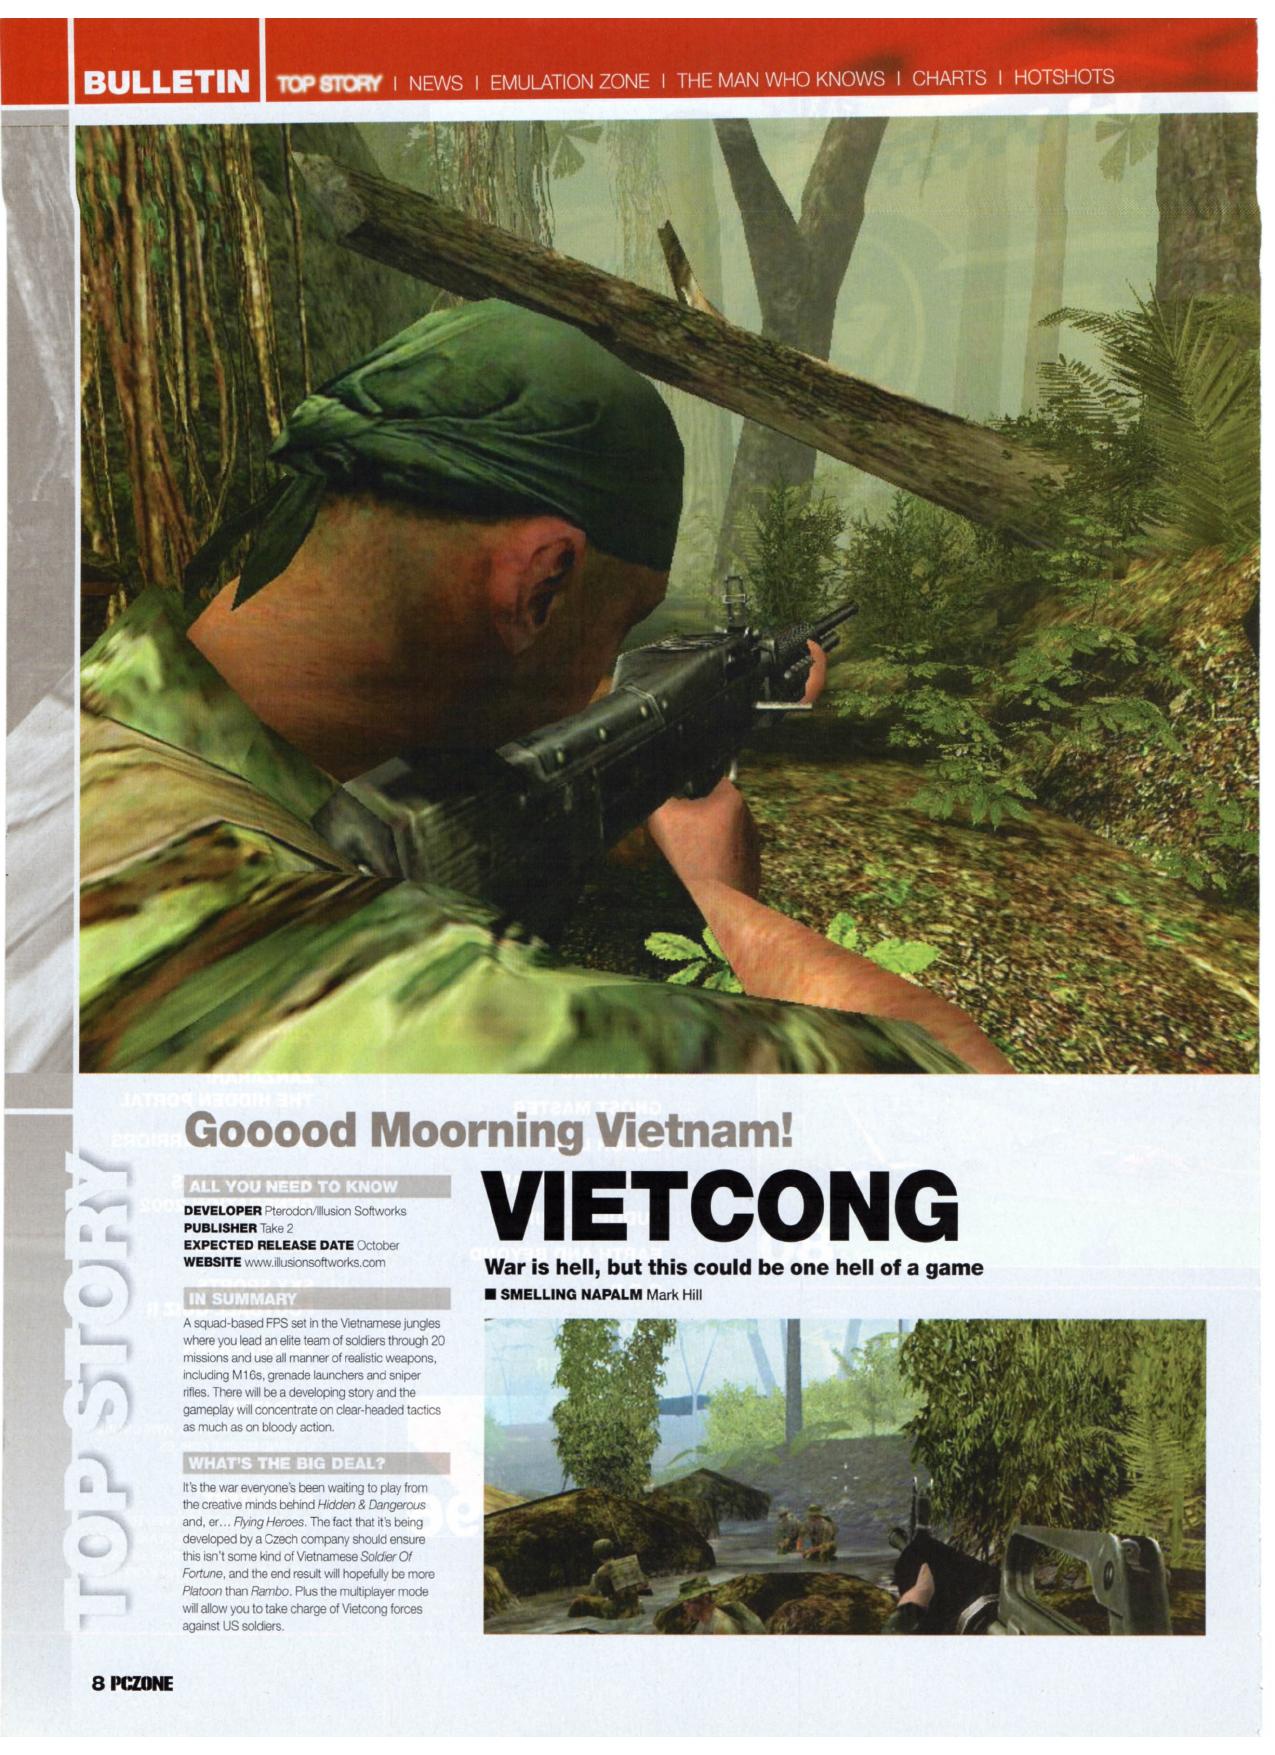 BULLETIN
TOP STORY | NEWS | EMULATION ZONE | THE MAN WHO KNOWS | CHARTS | HOTSHOTS
Gooood Moorning Vietnam!
TOP STORY
ALL YOU NEED TO KNOW
DEVELOPER Pterodon/Illusion Softworks
PUBLISHER Take 2
EXPECTED RELEASE DATE October
WEBSITE www.illusionsoftworks.com
IN SUMMARY
A squad-based FPS set in the Vietnamese jungles
where you lead an elite team of soldiers through 20
missions and use all manner of realistic weapons,
including M16s, grenade launchers and sniper
rifles. There will be a developing story and the
gameplay will concentrate on clear-headed tactics
as much as on bloody action.
WHAT'S THE BIG DEAL?
It's the war everyone's been waiting to play from
the creative minds behind Hidden & Dangerous
and, er... Flying Heroes. The fact that it's being
developed by a Czech company should ensure
this isn't some kind of Vietnamese Soldier Of
Fortune, and the end result will hopefully be more
Platoon than Rambo. Plus the multiplayer mode
will allow you to take charge of Vietcong forces
against US soldiers.
VIETCONG
War is hell, but this could be one hell of a game
■ SMELLING NAPALM Mark Hill
8 PCZONE